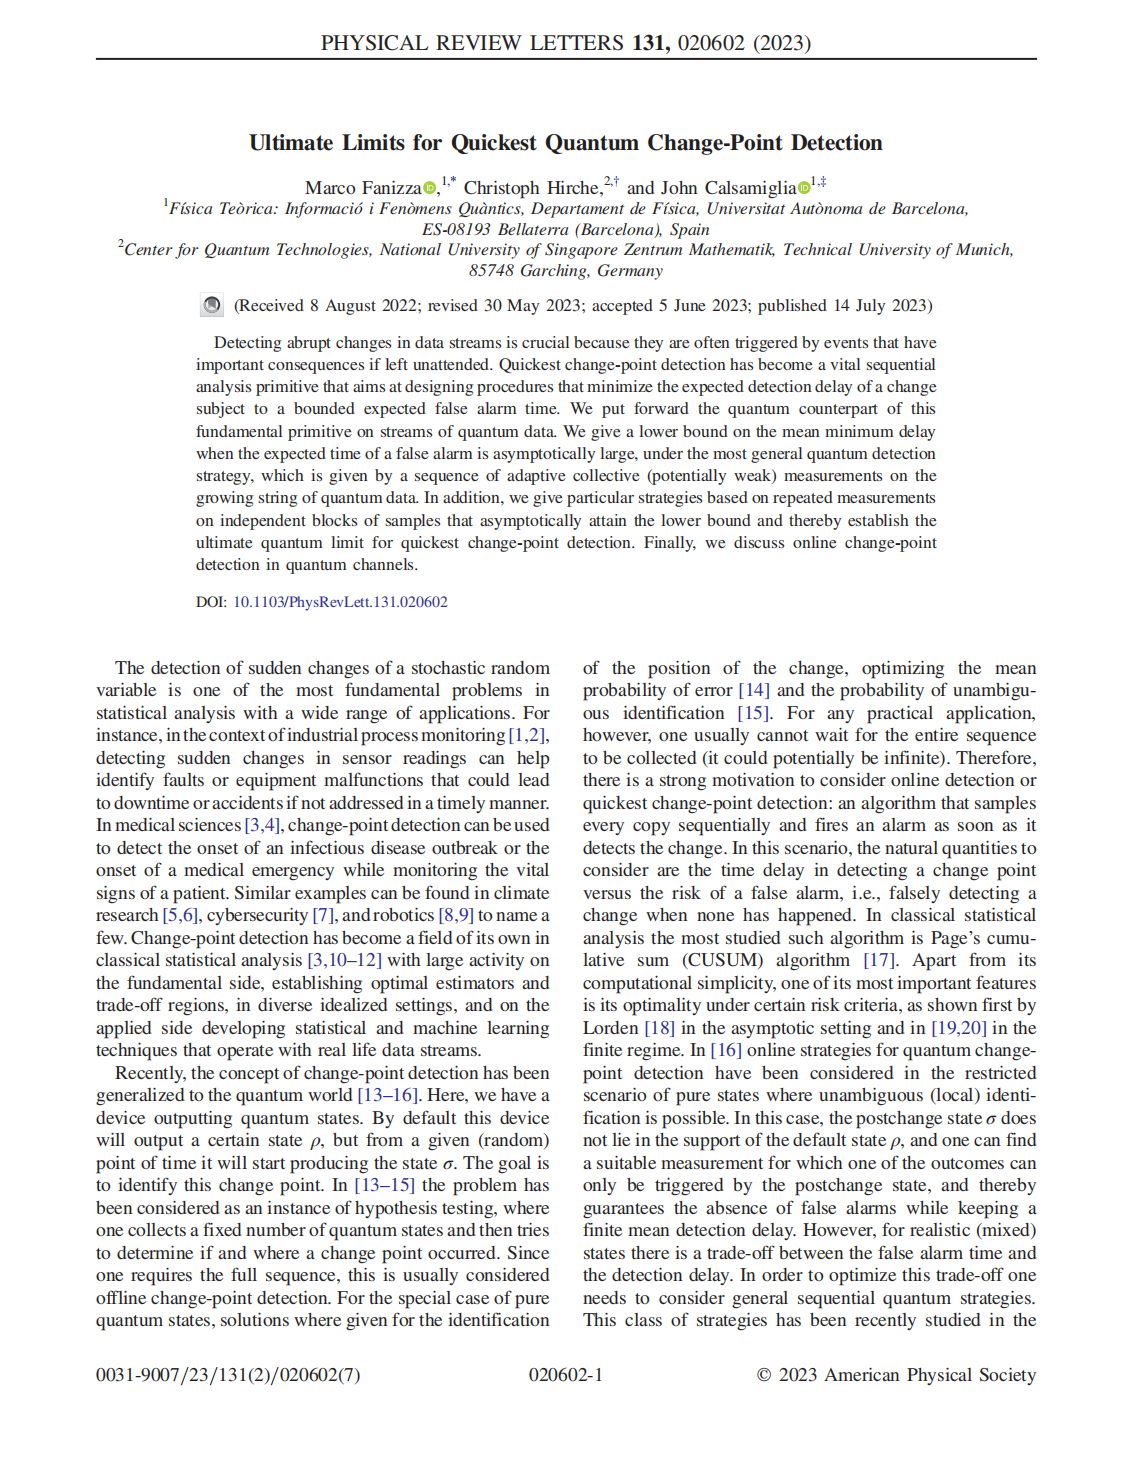 PHYSICAL REVIEW LETTERS 131, 020602 (2023)
Ultimate Limits for Quickest Quantum Change-Point Detection
Marco Fanizza,1,* Christoph Hirche,2,† and John Calsamiglia1,‡
1Física Teòrica: Informació i Fenòmens Quàntics, Departament de Física, Universitat Autònoma de Barcelona,
ES-08193 Bellaterra (Barcelona), Spain
2Center for Quantum Technologies, National University of Singapore Zentrum Mathematik, Technical University of Munich,
85748 Garching, Germany
(Received 8 August 2022; revised 30 May 2023; accepted 5 June 2023; published 14 July 2023)
Detecting abrupt changes in data streams is crucial because they are often triggered by events that have
important consequences if left unattended. Quickest change-point detection has become a vital sequential
analysis primitive that aims at designing procedures that minimize the expected detection delay of a change
subject to a bounded expected false alarm time. We put forward the quantum counterpart of this
fundamental primitive on streams of quantum data. We give a lower bound on the mean minimum delay
when the expected time of a false alarm is asymptotically large, under the most general quantum detection
strategy, which is given by a sequence of adaptive collective (potentially weak) measurements on the
growing string of quantum data. In addition, we give particular strategies based on repeated measurements
on independent blocks of samples that asymptotically attain the lower bound and thereby establish the
ultimate quantum limit for quickest change-point detection. Finally, we discuss online change-point
detection in quantum channels.
DOI: 10.1103/PhysRevLett.131.020602
The detection of sudden changes of a stochastic random
variable is one of the most fundamental problems in
statistical analysis with a wide range of applications. For
instance, in the context of industrial process monitoring [1,2],
detecting sudden changes in sensor readings can help
identify faults or equipment malfunctions that could lead
to downtime or accidents if not addressed in a timely manner.
In medical sciences [3,4], change-point detection can be used
to detect the onset of an infectious disease outbreak or the
onset of a medical emergency while monitoring the vital
signs of a patient. Similar examples can be found in climate
research [5,6], cybersecurity [7], and robotics [8,9] to name a
few. Change-point detection has become a field of its own in
classical statistical analysis [3,10–12] with large activity on
the fundamental side, establishing optimal estimators and
trade-off regions, in diverse idealized settings, and on the
applied side developing statistical and machine learning
techniques that operate with real life data streams.
Recently, the concept of change-point detection has been
generalized to the quantum world [13–16]. Here, we have a
device outputting quantum states. By default this device
will output a certain state ρ, but from a given (random)
point of time it will start producing the state σ. The goal is
to identify this change point. In [13–15] the problem has
been considered as an instance of hypothesis testing, where
one collects a fixed number of quantum states and then tries
to determine if and where a change point occurred. Since
one requires the full sequence, this is usually considered
offline change-point detection. For the special case of pure
quantum states, solutions where given for the identification
of the position of the change, optimizing the mean
probability of error [14] and the probability of unambigu-
ous identification [15]. For any practical application,
however, one usually cannot wait for the entire sequence
to be collected (it could potentially be infinite). Therefore,
there is a strong motivation to consider online detection or
quickest change-point detection: an algorithm that samples
every copy sequentially and fires an alarm as soon as it
detects the change. In this scenario, the natural quantities to
consider are the time delay in detecting a change point
versus the risk of a false alarm, i.e., falsely detecting a
change when none has happened. In classical statistical
analysis the most studied such algorithm is Page's cumu-
lative sum (CUSUM) algorithm [17]. Apart from its
computational simplicity, one of its most important features
is its optimality under certain risk criteria, as shown first by
Lorden [18] in the asymptotic setting and in [19,20] in the
finite regime. In [16] online strategies for quantum change-
point detection have been considered in the restricted
scenario of pure states where unambiguous (local) identi-
fication is possible. In this case, the postchange state σ does
not lie in the support of the default state ρ, and one can find
a suitable measurement for which one of the outcomes can
only be triggered by the postchange state, and thereby
guarantees the absence of false alarms while keeping a
finite mean detection delay. However, for realistic (mixed)
states there is a trade-off between the false alarm time and
the detection delay. In order to optimize this trade-off one
needs to consider general sequential quantum strategies.
This class of strategies has been recently studied in the
0031-9007/23/131(2)/020602(7)
020602-1
© 2023 American Physical Society